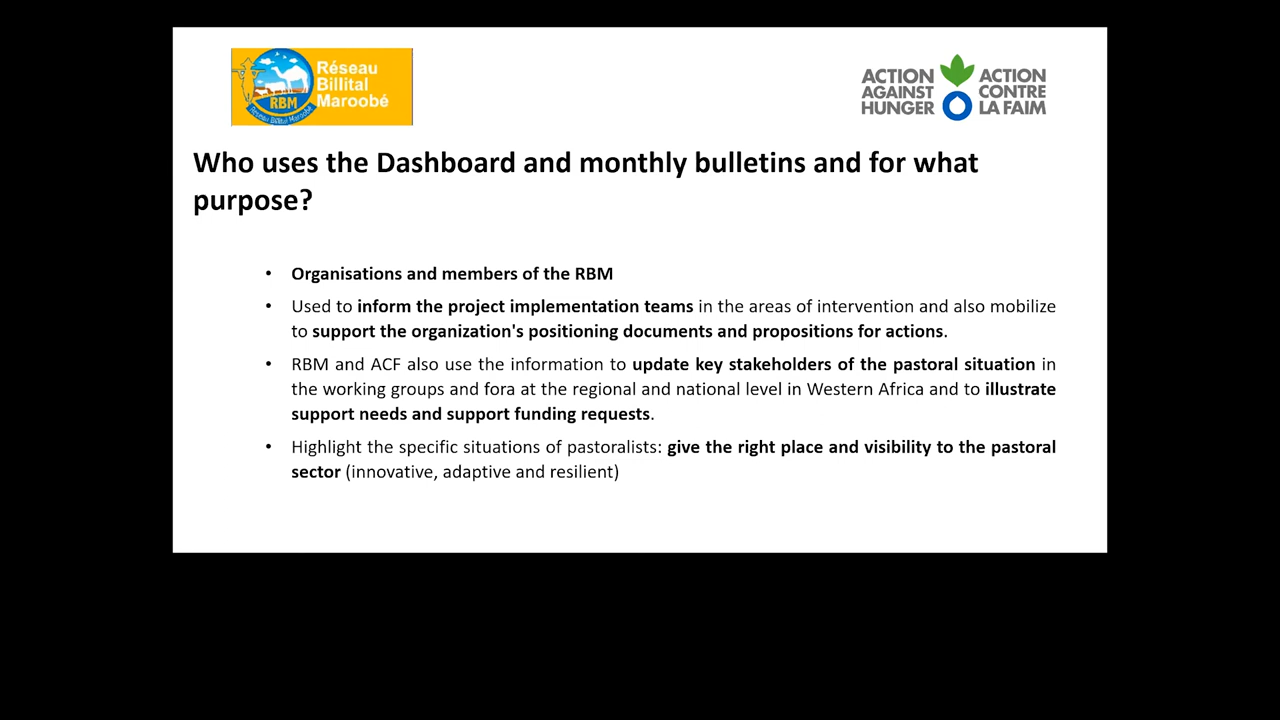 Réseau
Billital
Maroobé
RBM
Réseau Billital Maroobé
ACTION
AGAINST
HUNGER
ACTION
CONTRE
LA FAIM
Who uses the Dashboard and monthly bulletins and for what
purpose?
• Organisations and members of the RBM
• Used to inform the project implementation teams in the areas of intervention and also mobilize
to support the organization's positioning documents and propositions for actions.
• RBM and ACF also use the information to update key stakeholders of the pastoral situation in
the working groups and fora at the regional and national level in Western Africa and to illustrate
support needs and support funding requests.
• Highlight the specific situations of pastoralists: give the right place and visibility to the pastoral
sector (innovative, adaptive and resilient)